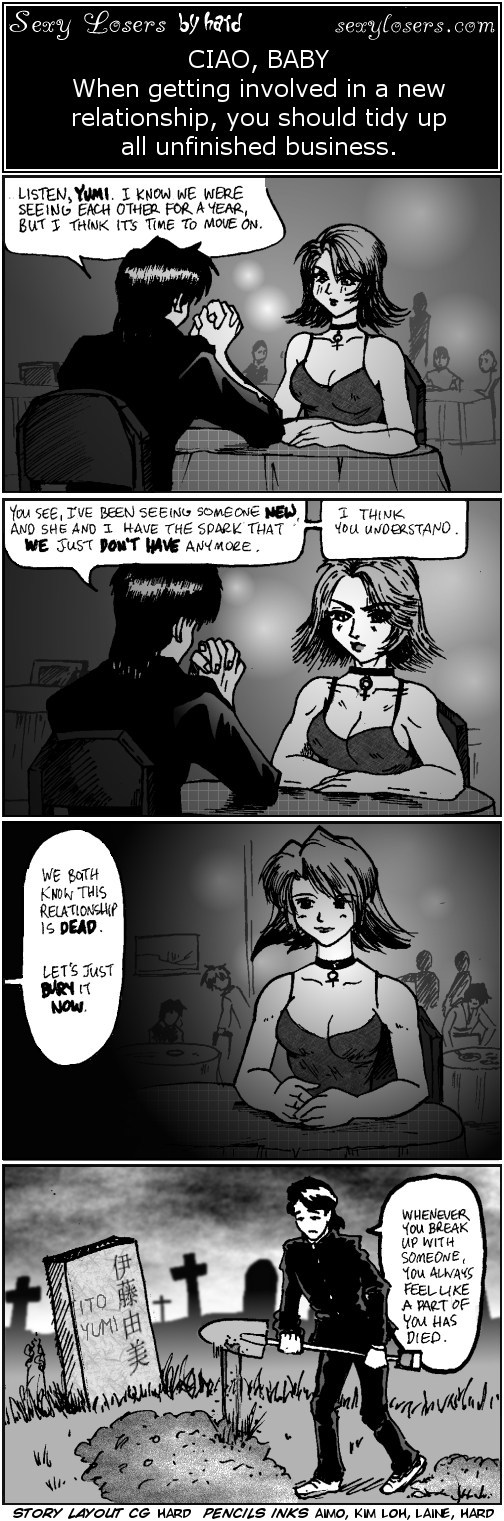 Sexy Losers by hard
sexylosers.com
CIAO, BABY
When getting involved in a new
relationship, you should tidy up
all unfinished business.
LISTEN, YUMI. I KNOW WE WERE
SEEING EACH OTHER FOR A YEAR,
BUT I THINK IT'S TIME TO MOVE ON.
YOU SEE, I'VE BEEN SEEING SOMEONE NEW,
AND SHE AND I HAVE THE SPARK THAT
WE JUST DON'T HAVE ANYMORE.
I THINK
YOU UNDERSTAND.
WE BOTH
KNOW THIS
RELATIONSHIP
IS DEAD.
LET'S JUST
BURY IT
NOW.
伊藤由美
ITO
YUMI
WHENEVER
YOU BREAK
UP WITH
SOMEONE,
YOU ALWAYS
FEEL LIKE
A PART OF
YOU HAS
DIED.
STORY LAYOUT CG HARD PENCILS INKS AIMO, KIM LOH, LAINE, HARD